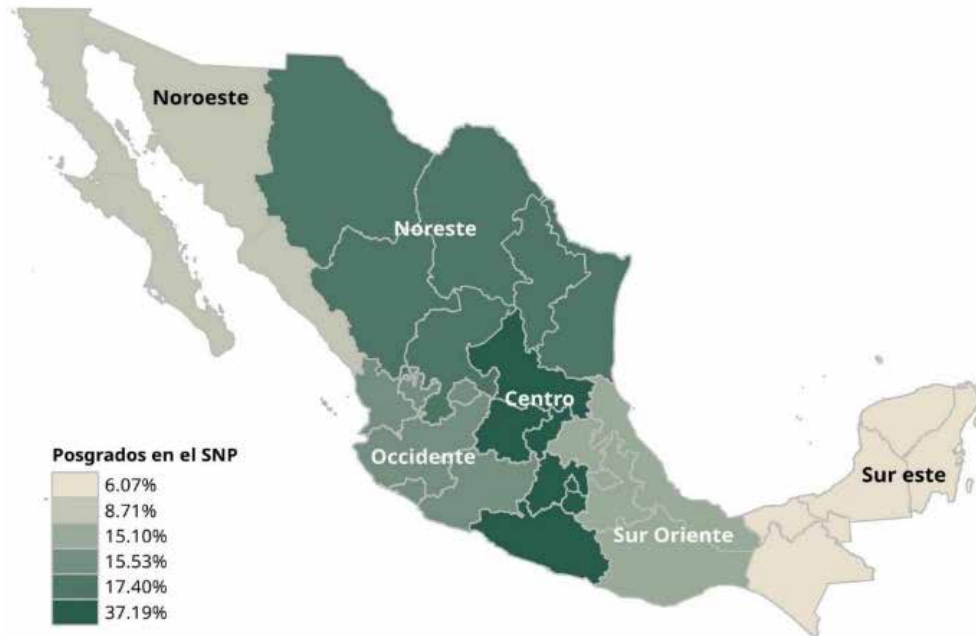 Noroeste
Noreste
Centro
Occidente
Sur este
Sur Oriente
Posgrados en el SNP
6.07%
8.71%
15.10%
15.53%
17.40%
37.19%